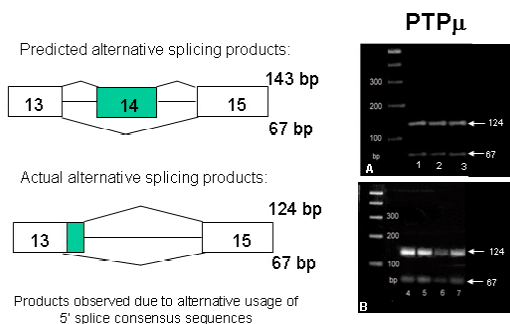 PTPμ
Predicted alternative splicing products:
143 bp
13
14
15
67 bp
Actual alternative splicing products:
124 bp
13
15
67 bp
Products observed due to alternative usage of
5' splice consensus sequences
300
200
100
bp
124
67
1 2 3
A
300
200
100
bp
124
67
4 5 6 7
B